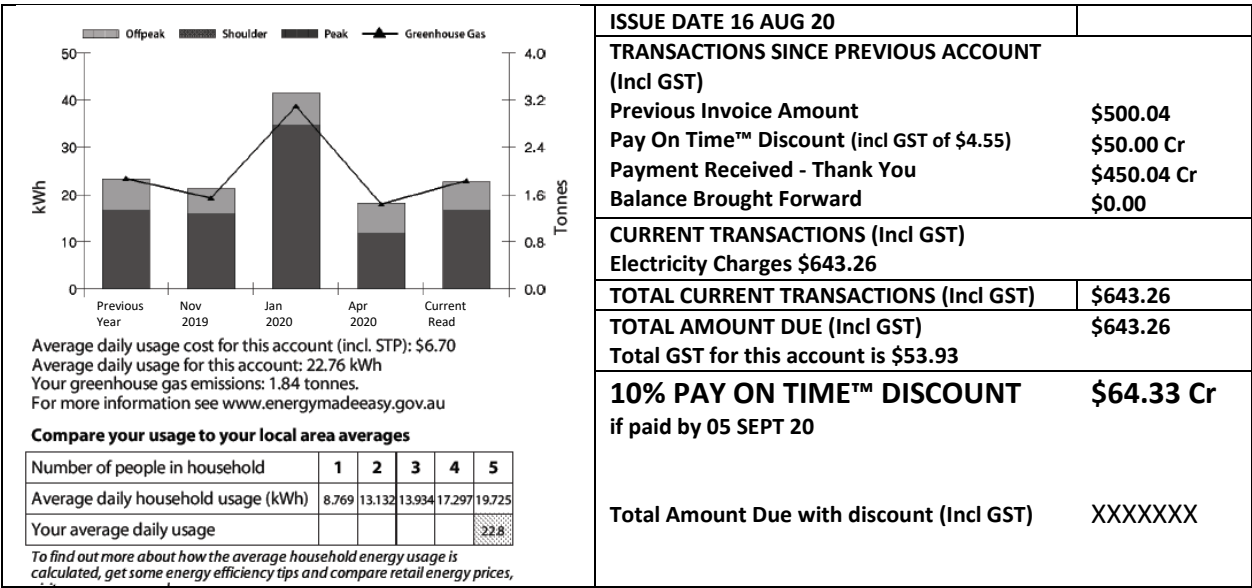 Offpeak Shoulder Peak Greenhouse Gas
50 4.0
40 3.2
30 2.4
20 1.6
10 0.8
0 0.0
kWh
Tonnes
Previous Year
Nov 2019
Jan 2020
Apr 2020
Current Read
Average daily usage cost for this account (incl. STP): $6.70
Average daily usage for this account: 22.76 kWh
Your greenhouse gas emissions: 1.84 tonnes.
For more information see www.energymadeeasy.gov.au
Compare your usage to your local area averages
Number of people in household 1 2 3 4 5
Average daily household usage (kWh) 8.769 13.132 13.934 17.297 19.725
Your average daily usage 22.8
To find out more about how the average household energy usage is
calculated, get some energy efficiency tips and compare retail energy prices,
ISSUE DATE 16 AUG 20
TRANSACTIONS SINCE PREVIOUS ACCOUNT
(Incl GST)
Previous Invoice Amount $500.04
Pay On Time™ Discount (incl GST of $4.55) $50.00 Cr
Payment Received - Thank You $450.04 Cr
Balance Brought Forward $0.00
CURRENT TRANSACTIONS (Incl GST)
Electricity Charges $643.26
TOTAL CURRENT TRANSACTIONS (Incl GST) $643.26
TOTAL AMOUNT DUE (Incl GST) $643.26
Total GST for this account is $53.93
10% PAY ON TIME™ DISCOUNT $64.33 Cr
if paid by 05 SEPT 20
Total Amount Due with discount (Incl GST) XXXXXXX